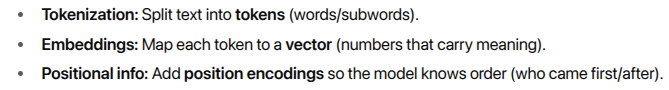 • Tokenization: Split text into tokens (words/subwords).
• Embeddings: Map each token to a vector (numbers that carry meaning).
• Positional info: Add position encodings so the model knows order (who came first/after).